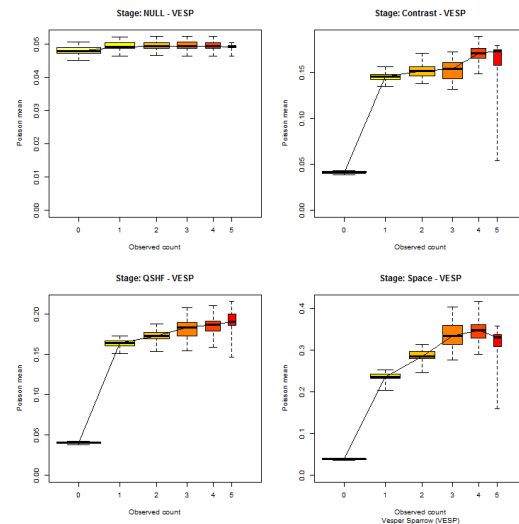 Stage: NULL - VESP
Poisson mean
0.00 0.01 0.02 0.03 0.04 0.05
0 1 2 3 4 5
Observed count
Stage: Contrast - VESP
Poisson mean
0.00 0.05 0.10 0.15
0 1 2 3 4 5
Observed count
Stage: QSHF - VESP
Poisson mean
0.00 0.05 0.10 0.15 0.20
0 1 2 3 4 5
Observed count
Stage: Space - VESP
Poisson mean
0.0 0.1 0.2 0.3 0.4
0 1 2 3 4 5
Observed count
Vesper Sparrow (VESP)